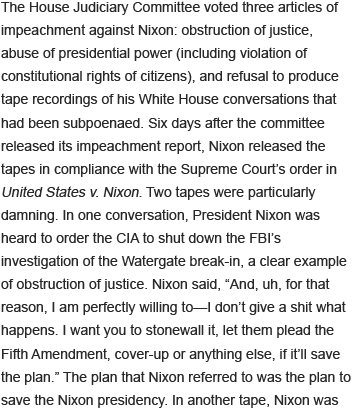 The House Judiciary Committee voted three articles of
impeachment against Nixon: obstruction of justice,
abuse of presidential power (including violation of
constitutional rights of citizens), and refusal to produce
tape recordings of his White House conversations that
had been subpoenaed. Six days after the committee
released its impeachment report, Nixon released the
tapes in compliance with the Supreme Court’s order in
United States v. Nixon. Two tapes were particularly
damning. In one conversation, President Nixon was
heard to order the CIA to shut down the FBI’s
investigation of the Watergate break-in, a clear example
of obstruction of justice. Nixon said, “And, uh, for that
reason, I am perfectly willing to—I don’t give a shit what
happens. I want you to stonewall it, let them plead the
Fifth Amendment, cover-up or anything else, if it’ll save
the plan.” The plan that Nixon referred to was the plan to
save the Nixon presidency. In another tape, Nixon was